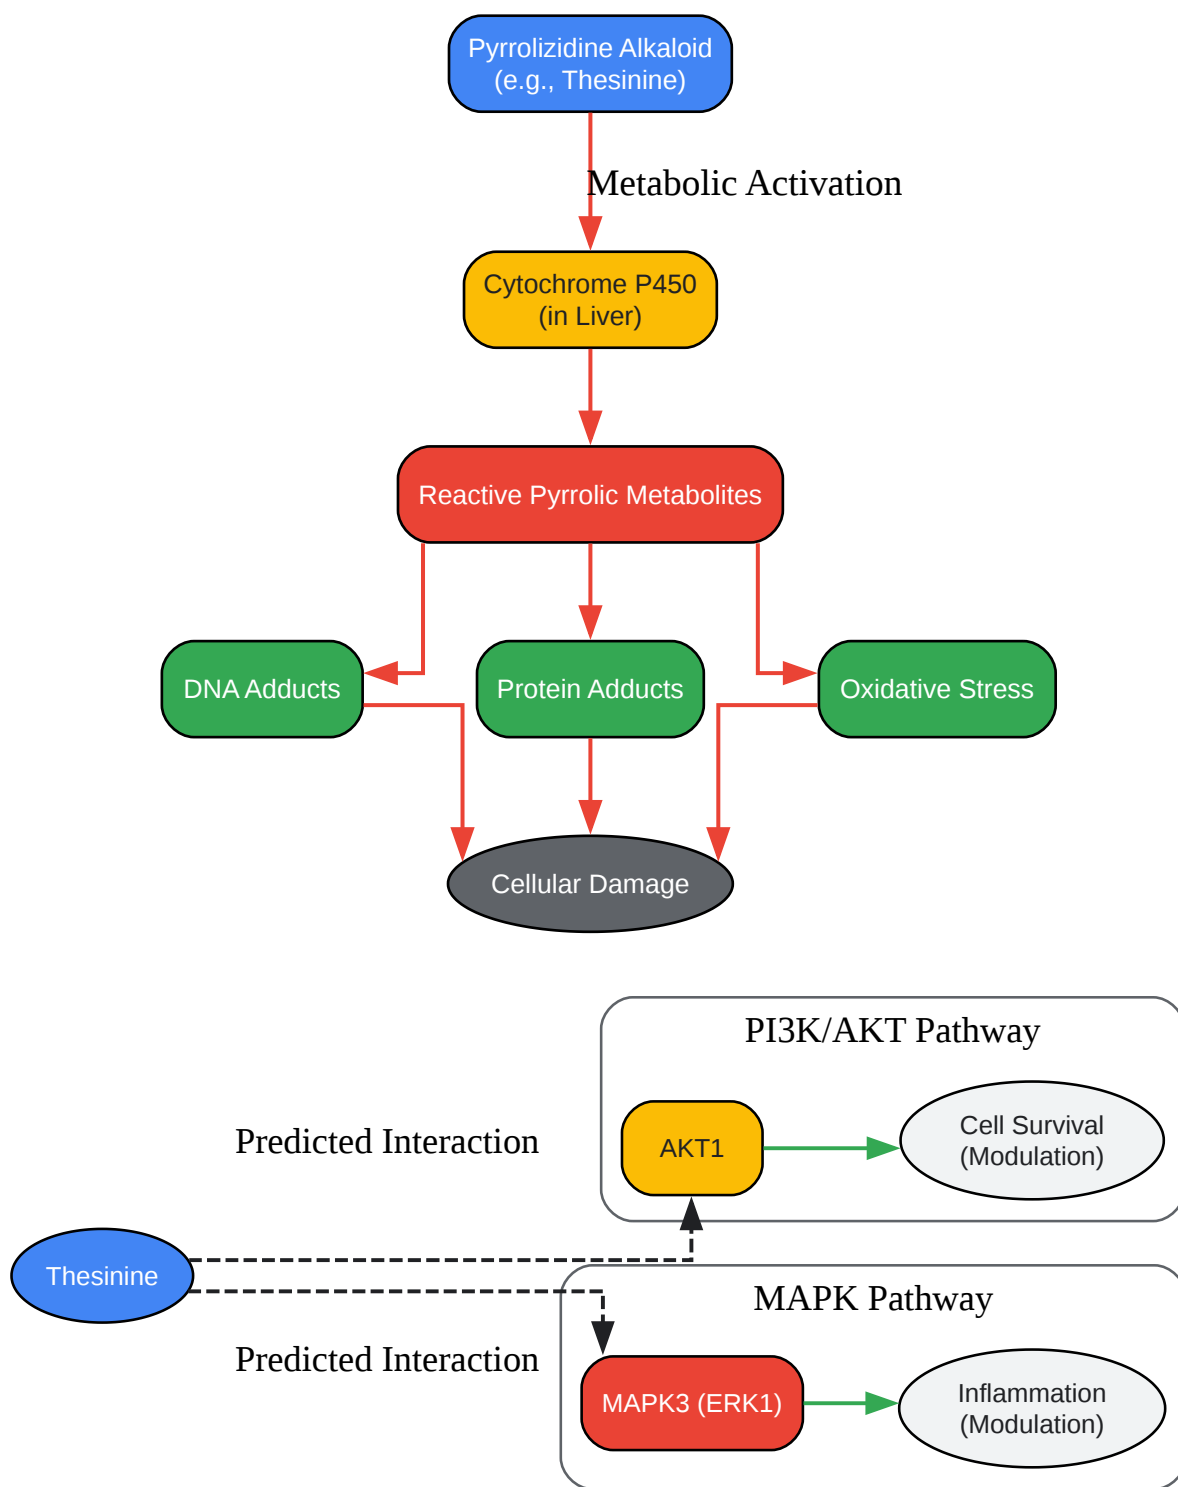 Pyrrolizidine Alkaloid
(e.g., Thesinine)
Metabolic Activation
Cytochrome P450
(in Liver)
Reactive Pyrrolic Metabolites
DNA Adducts
Protein Adducts
Oxidative Stress
Cellular Damage
PI3K/AKT Pathway
Predicted Interaction
AKT1
Cell Survival
(Modulation)
Thesinine
MAPK Pathway
Predicted Interaction
MAPK3 (ERK1)
Inflammation
(Modulation)